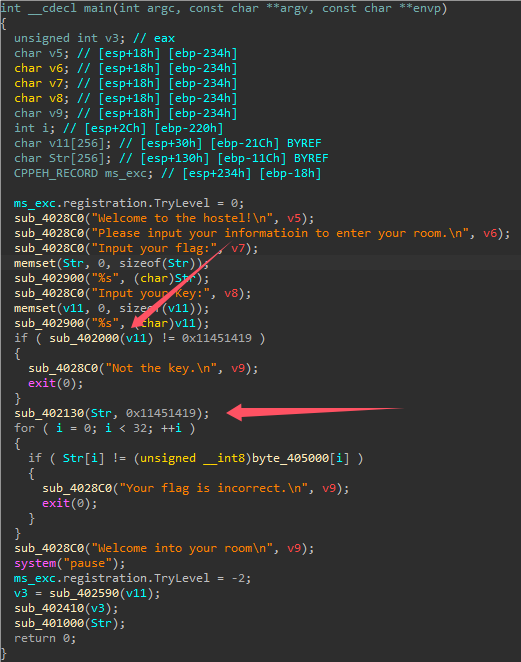 int __cdecl main(int argc, const char **argv, const char **envp)
{
unsigned int v3; // eax
char v5; // [esp+18h] [ebp-234h]
char v6; // [esp+18h] [ebp-234h]
char v7; // [esp+18h] [ebp-234h]
char v8; // [esp+18h] [ebp-234h]
char v9; // [esp+18h] [ebp-234h]
int i; // [esp+2Ch] [ebp-220h]
char v11[256]; // [esp+30h] [ebp-21Ch] BYREF
char Str[256]; // [esp+130h] [ebp-11Ch] BYREF
CPPEH_RECORD ms_exc; // [esp+234h] [ebp-18h]
ms_exc.registration.TryLevel = 0;
sub_4028C0("Welcome to the hostel!\n", v5);
sub_4028C0("Please input your informatioin to enter your room.\n", v6);
sub_4028C0("Input your flag:", v7);
memset(Str, 0, sizeof(Str));
sub_402900("%s", (char)Str);
sub_4028C0("Input your Key:", v8);
memset(v11, 0, sizeof(v11));
sub_402900("%s", (char)v11);
if ( sub_402000(v11) != 0x11451419 )
{
sub_4028C0("Not the key.\n", v9);
exit(0);
}
sub_402130(Str, 0x11451419);
for ( i = 0; i < 32; ++i )
{
if ( Str[i] != (unsigned __int8)byte_405000[i] )
{
sub_4028C0("Your flag is incorrect.\n", v9);
exit(0);
}
}
sub_4028C0("Welcome into your room\n", v9);
system("pause");
ms_exc.registration.TryLevel = -2;
v3 = sub_402590(v11);
sub_402410(v3);
sub_401000(Str);
return 0;
}